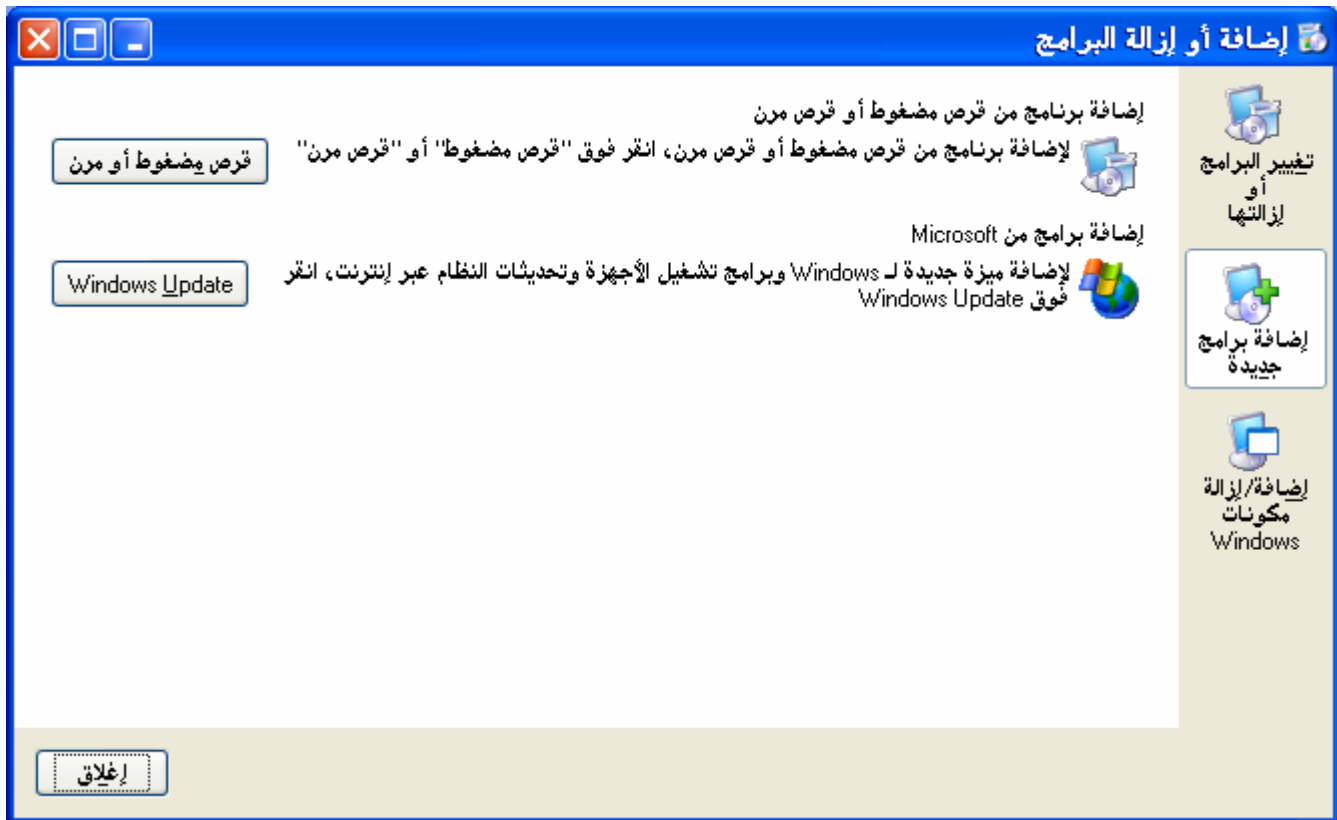 إضافة أو إزالة البرامج
تغيير البرامج
أو
إزالتها
إضافة برامج
جديدة
إضافة/إزالة
مكونات
Windows
إضافة برنامج من قرص مضغوط أو قرص مرن
لإضافة برنامج من قرص مضغوط أو قرص مرن، انقر فوق "قرص مضغوط" أو "قرص مرن"
قرص مضغوط أو مرن
إضافة برامج من Microsoft
لإضافة ميزة جديدة لـ Windows وبرامج تشغيل الأجهزة وتحديثات النظام عبر إنترنت، انقر
فوق Windows Update
Windows Update
إغلاق